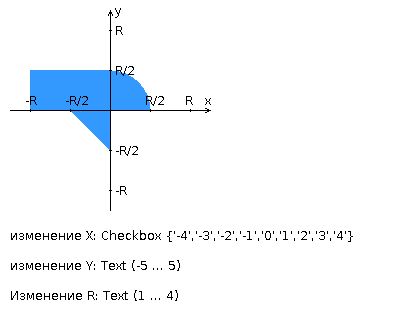 y
R
R/2
-R -R/2 R/2 R x
-R/2
-R
изменение X: Checkbox {'-4','-3','-2','-1','0','1','2','3','4'}
изменение Y: Text (-5 ... 5)
Изменение R: Text (1 ... 4)